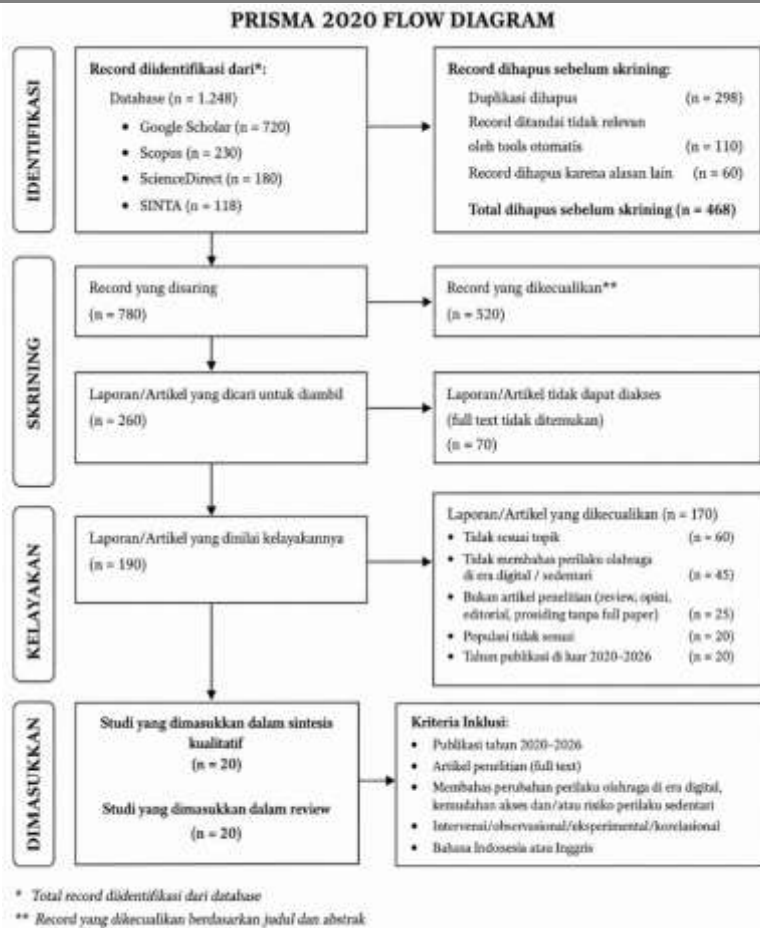 PRISMA 2020 FLOW DIAGRAM
IDENTIFIKASI
Record diidentifikasi dari*:
Database (n = 1.248)
• Google Scholar (n = 720)
• Scopus (n = 230)
• ScienceDirect (n = 180)
• SINTA (n = 118)
Record dihapus sebelum skrining:
Duplikasi dihapus (n = 298)
Record ditandai tidak relevan
oleh tools otomatis (n = 110)
Record dihapus karena alasan lain (n = 60)
Total dihapus sebelum skrining (n = 468)
SKRINING
Record yang disaring
(n = 780)
Record yang dikecualikan**
(n = 520)
Laporan/Artikel yang dicari untuk diambil
(n = 260)
Laporan/Artikel tidak dapat diakses
(full text tidak ditemukan)
(n = 70)
KELAYAKAN
Laporan/Artikel yang dinilai kelayakannya
(n = 190)
Laporan/Artikel yang dikecualikan (n = 170)
• Tidak sesuai topik (n = 60)
• Tidak membahas perilaku olahraga
di era digital / sedentari (n = 45)
• Bukan artikel penelitian (review, opini,
editorial, prosiding tanpa full paper) (n = 25)
• Populasi tidak sesuai (n = 20)
• Tahun publikasi di luar 2020–2026 (n = 20)
DIMASUKKAN
Studi yang dimasukkan dalam sintesis
kualitatif
(n = 20)
Studi yang dimasukkan dalam review
(n = 20)
Kriteria Inklusi:
• Publikasi tahun 2020–2026
• Artikel penelitian (full text)
• Membahas perubahan perilaku olahraga di era digital,
kemudahan akses dan/atau risiko perilaku sedentari
• Intervensi/observasional/eksperimental/korelasional
• Bahasa Indonesia atau Inggris
* Total record diidentifikasi dari database
** Record yang dikecualikan berdasarkan judul dan abstrak